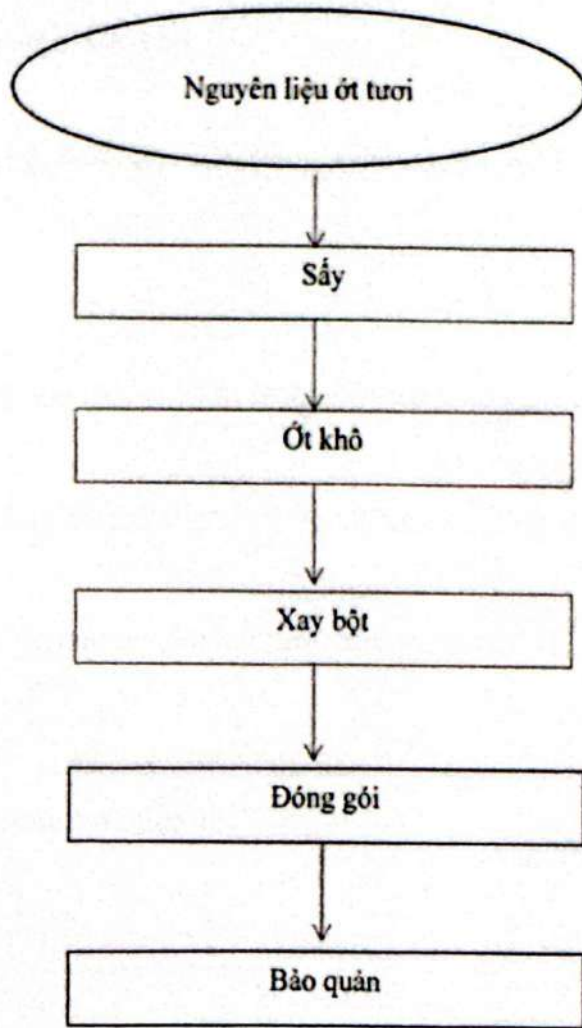 Nguyên liệu ớt tươi
Sấy
Ớt khô
Xay bột
Đóng gói
Bảo quản